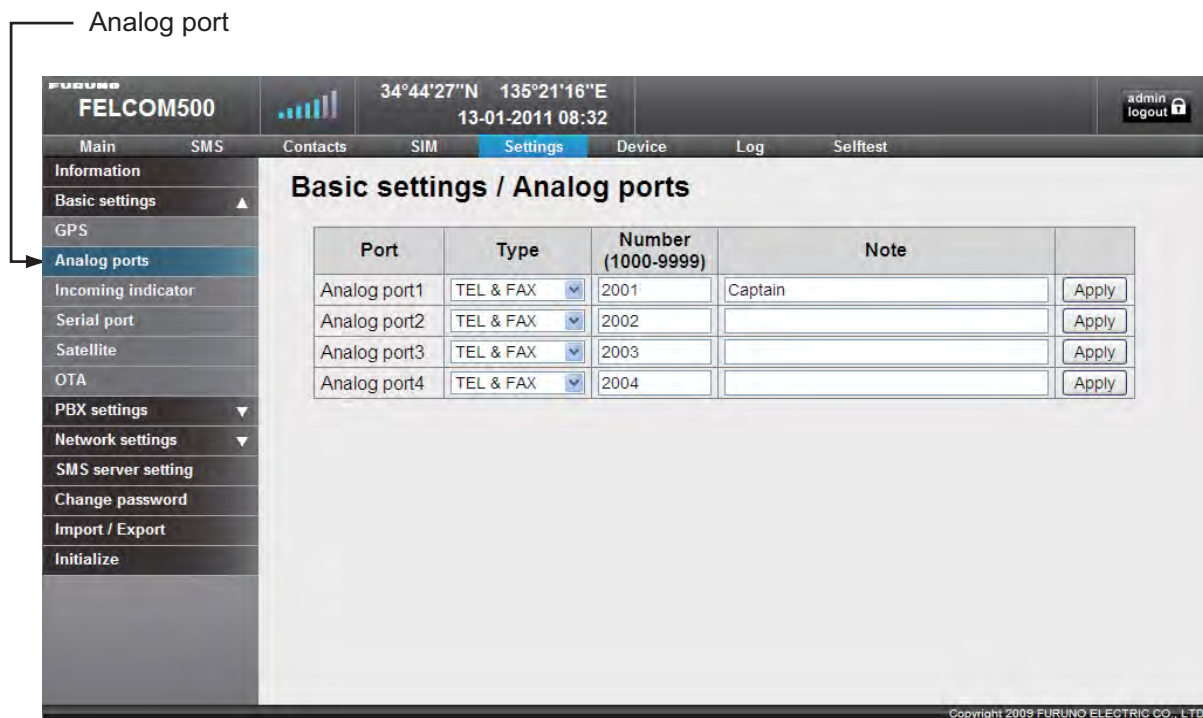 Analog port
FURUNO
FELCOM500
34°44'27"N 135°21'16"E
13-01-2011 08:32
admin
logout
Main SMS Contacts SIM Settings Device Log Selftest
Information
Basic settings ▲
GPS
Analog ports
Incoming indicator
Serial port
Satellite
OTA
PBX settings ▼
Network settings ▼
SMS server setting
Change password
Import / Export
Initialize
Basic settings / Analog ports
Port Type Number (1000-9999) Note
Analog port1 TEL & FAX 2001 Captain Apply
Analog port2 TEL & FAX 2002 Apply
Analog port3 TEL & FAX 2003 Apply
Analog port4 TEL & FAX 2004 Apply
Copyright 2009 FURUNO ELECTRIC CO., LTD